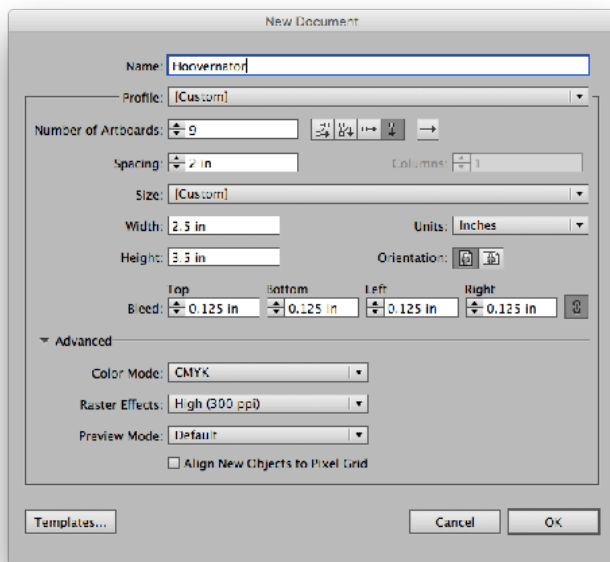 New Document
Name: Hoovernator
Profile: [Custom]
Number of Artboards: 9
Spacing: 2 in Columns: 1
Size: [Custom]
Width: 2.5 in Units: Inches
Height: 3.5 in Orientation:
Top Bottom Left Right
Bleed: 0.125 in 0.125 in 0.125 in 0.125 in
Advanced
Color Mode: CMYK
Raster Effects: High (300 ppi)
Preview Mode: Default
Align New Objects to Pixel Grid
Templates... Cancel OK